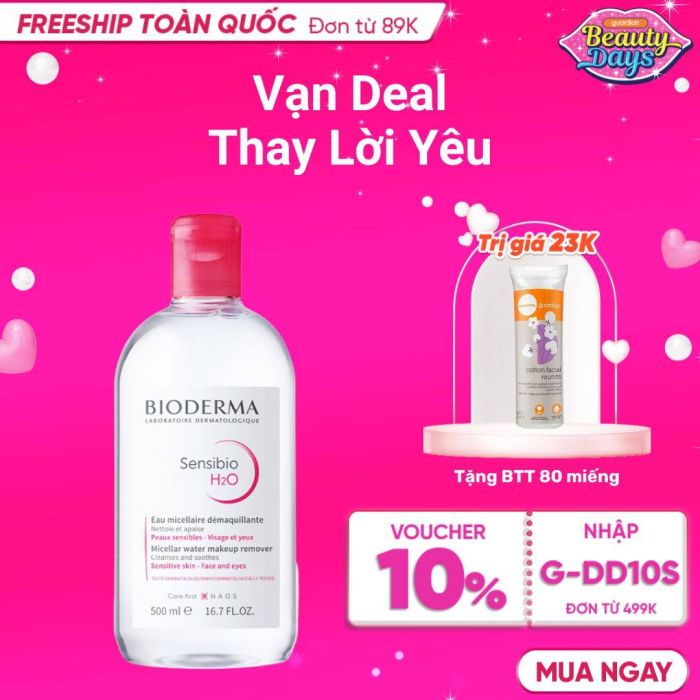 FREESHIP TOÀN QUỐC Đơn từ 89K
guardian
Beauty
Days
Vạn Deal
Thay Lời Yêu
Trị giá 23K
guardian
cotton facial
rounds
Tặng BTT 80 miếng
BIODERMA
LABORATOIRE DERMATOLOGIQUE
Sensibio
H2O
Eau micellaire démaquillante
Nettoie et apaise
Peaux sensibles - Visage et yeux
Micellar water makeup remover
Cleanses and soothes
Sensitive skin - Face and eyes
Care first. NAOS
500 ml e 16.7 FL.OZ.
VOUCHER
10%
NHẬP
G-DD10S
ĐƠN TỪ 499K
MUA NGAY